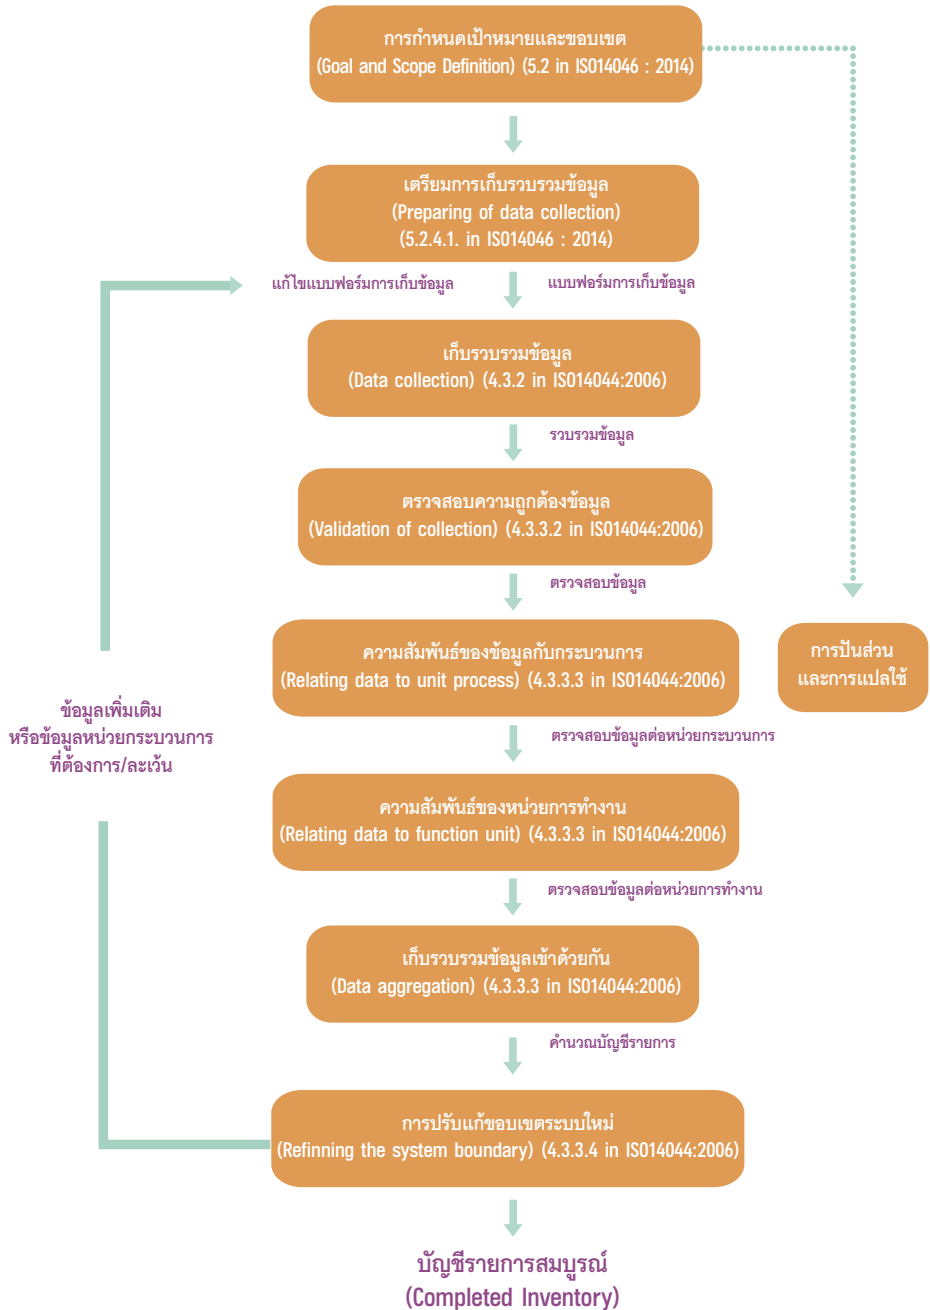 การกำหนดเป้าหมายและขอบเขต
(Goal and Scope Definition) (5.2 in ISO14046 : 2014)
เตรียมการเก็บรวบรวมข้อมูล
(Preparing of data collection)
(5.2.4.1. in ISO14046 : 2014)
แก้ไขแบบฟอร์มการเก็บข้อมูล
แบบฟอร์มการเก็บข้อมูล
เก็บรวบรวมข้อมูล
(Data collection) (4.3.2 in ISO14044:2006)
รวบรวมข้อมูล
ตรวจสอบความถูกต้องข้อมูล
(Validation of collection) (4.3.3.2 in ISO14044:2006)
ตรวจสอบข้อมูล
ความสัมพันธ์ของข้อมูลกับกระบวนการ
(Relating data to unit process) (4.3.3.3 in ISO14044:2006)
การปันส่วน
และการแปลใช้
ข้อมูลเพิ่มเติม
หรือข้อมูลหน่วยกระบวนการ
ที่ต้องการ/ละเว้น
ตรวจสอบข้อมูลต่อหน่วยกระบวนการ
ความสัมพันธ์ของหน่วยการทำงาน
(Relating data to function unit) (4.3.3.3 in ISO14044:2006)
ตรวจสอบข้อมูลต่อหน่วยการทำงาน
เก็บรวบรวมข้อมูลเข้าด้วยกัน
(Data aggregation) (4.3.3.3 in ISO14044:2006)
คำนวณบัญชีรายการ
การปรับแก้ขอบเขตระบบใหม่
(Refinning the system boundary) (4.3.3.4 in ISO14044:2006)
บัญชีรายการสมบูรณ์
(Completed Inventory)